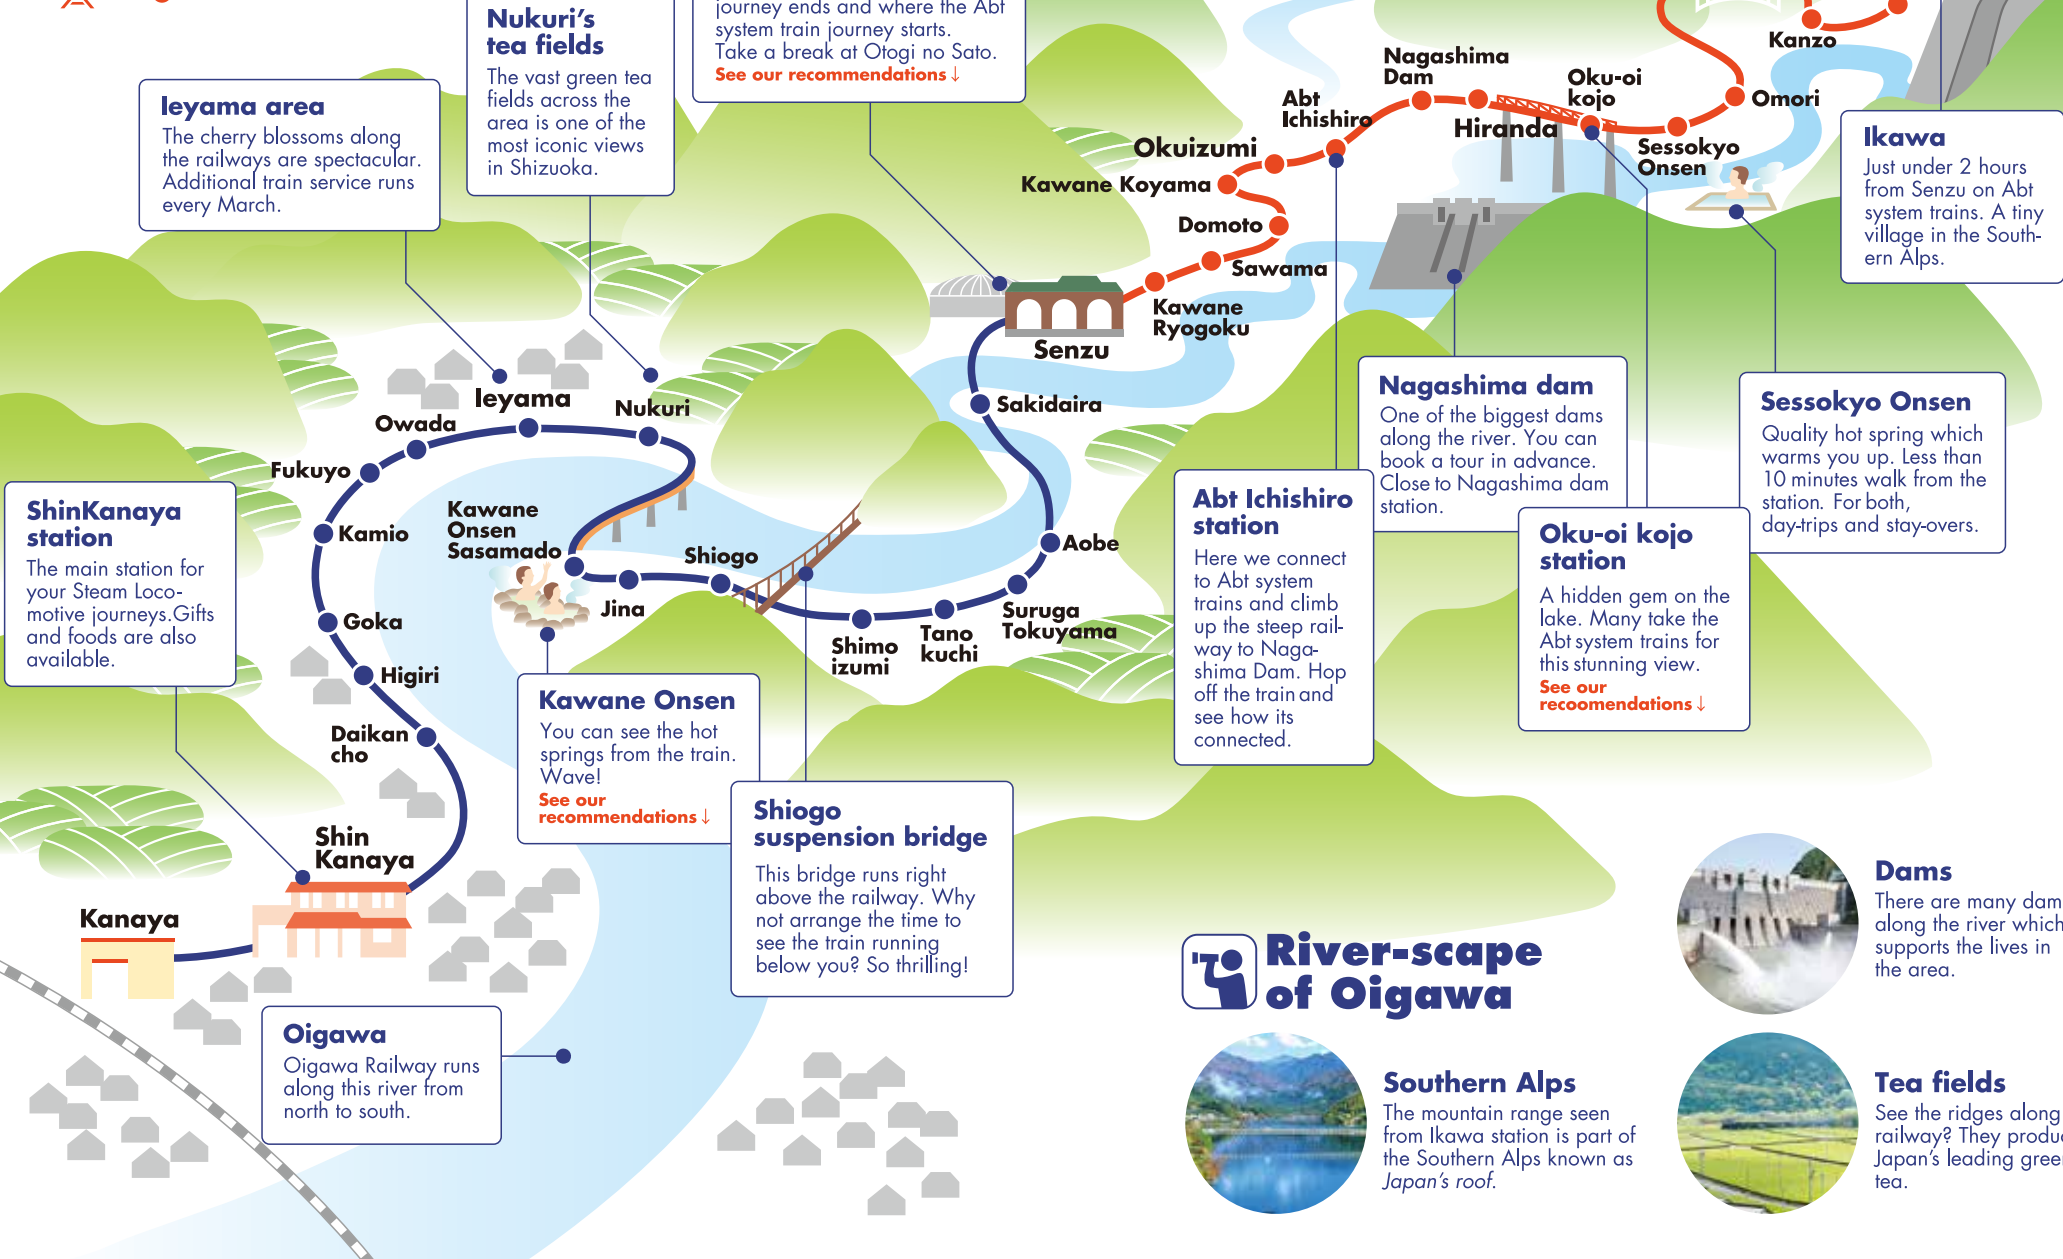 Nukuri's
tea fields
The vast green tea
fields across the
area is one of the
most iconic views
in Shizuoka.
journey ends and where the Abt
system train journey starts.
Take a break at Otogi no Sato.
See our recommendations ↓
Ieyama area
The cherry blossoms along
the railways are spectacular.
Additional train service runs
every March.
Kanzo
Nagashima
Dam
Oku-oi
kojo
Omori
Abt
Ichishiro
Hiranda
Okuizumi
Sessokyo
Onsen
Kawane Koyama
Domoto
Sawama
Kawane
Ryogoku
Senzu
Ikawa
Just under 2 hours
from Senzu on Abt
system trains. A tiny
village in the South-
ern Alps.
Ieyama
Nukuri
Owada
Fukuyo
Kamio
Goka
Higiri
Daikan
cho
Shin
Kanaya
Kanaya
Kawane
Onsen
Sasamado
Jina
Shiogo
Shimo
izumi
Tano
kuchi
Suruga
Tokuyama
Aobe
Sakidaira
ShinKanaya
station
The main station for
your Steam Loco-
motive journeys.Gifts
and foods are also
available.
Nagashima dam
One of the biggest dams
along the river. You can
book a tour in advance.
Close to Nagashima dam
station.
Sessokyo Onsen
Quality hot spring which
warms you up. Less than
10 minutes walk from the
station. For both,
day-trips and stay-overs.
Abt Ichishiro
station
Here we connect
to Abt system
trains and climb
up the steep rail-
way to Naga-
shima Dam. Hop
off the train and
see how its
connected.
Oku-oi kojo
station
A hidden gem on the
lake. Many take the
Abt system trains for
this stunning view.
See our
recoomendations ↓
Kawane Onsen
You can see the hot
springs from the train.
Wave!
See our
recommendations ↓
Shiogo
suspension bridge
This bridge runs right
above the railway. Why
not arrange the time to
see the train running
below you? So thrilling!
Oigawa
Oigawa Railway runs
along this river from
north to south.
River-scape
of Oigawa
Dams
There are many dam
along the river which
supports the lives in
the area.
Southern Alps
The mountain range seen
from Ikawa station is part of
the Southern Alps known as
Japan's roof.
Tea fields
See the ridges along
railway? They produ
Japan's leading gree
tea.